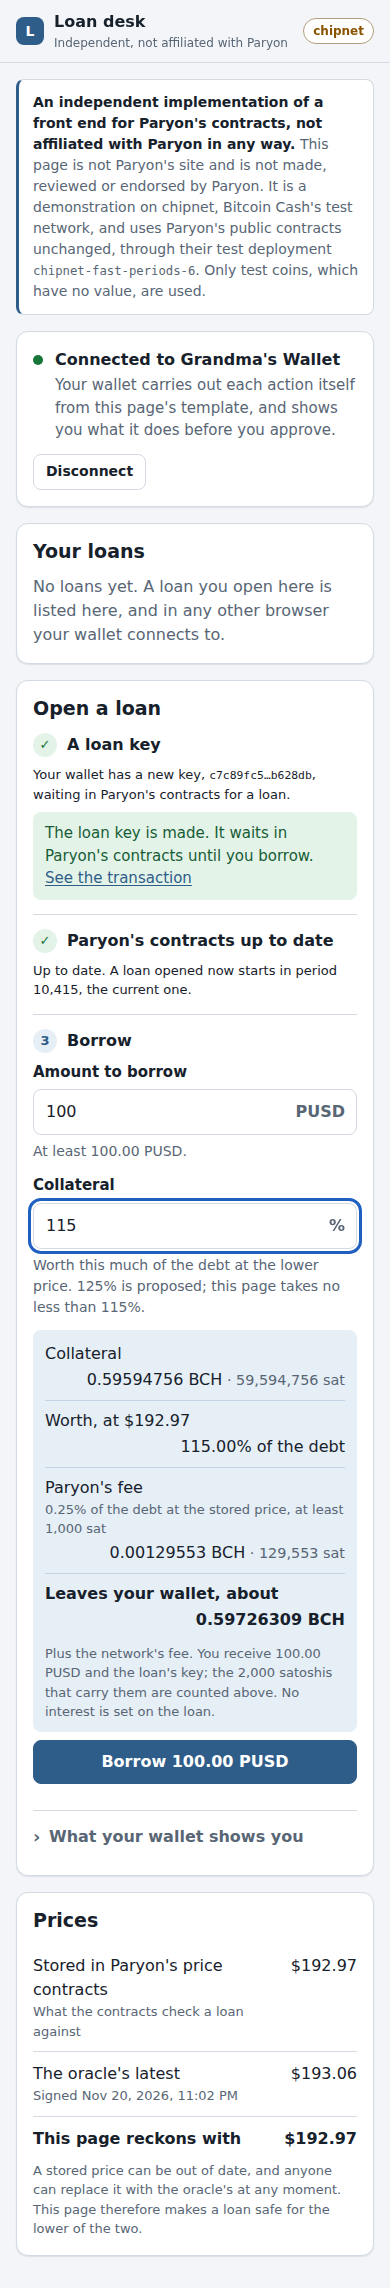 L
Loan desk
Independent, not affiliated with Paryon
chipnet
An independent implementation of a
front end for Paryon's contracts, not
affiliated with Paryon in any way. This
page is not Paryon's site and is not made,
reviewed or endorsed by Paryon. It is a
demonstration on chipnet, Bitcoin Cash's test
network, and uses Paryon's public contracts
unchanged, through their test deployment
chipnet-fast-periods-6. Only test coins, which
have no value, are used.
Connected to Grandma's Wallet
Your wallet carries out each action itself
from this page's template, and shows
you what it does before you approve.
Disconnect
Your loans
No loans yet. A loan you open here is
listed here, and in any other browser
your wallet connects to.
Open a loan
✓ A loan key
Your wallet has a new key, c7c89fc5…b628db,
waiting in Paryon's contracts for a loan.
The loan key is made. It waits in
Paryon's contracts until you borrow.
See the transaction
✓ Paryon's contracts up to date
Up to date. A loan opened now starts in period
10,415, the current one.
3 Borrow
Amount to borrow
100 PUSD
At least 100.00 PUSD.
Collateral
115 %
Worth this much of the debt at the lower
price. 125% is proposed; this page takes no
less than 115%.
Collateral
0.59594756 BCH · 59,594,756 sat
Worth, at $192.97
115.00% of the debt
Paryon's fee
0.25% of the debt at the stored price, at least
1,000 sat
0.00129553 BCH · 129,553 sat
Leaves your wallet, about
0.59726309 BCH
Plus the network's fee. You receive 100.00
PUSD and the loan's key; the 2,000 satoshis
that carry them are counted above. No
interest is set on the loan.
Borrow 100.00 PUSD
› What your wallet shows you
Prices
Stored in Paryon's price
contracts
$192.97
What the contracts check a loan
against
The oracle's latest $193.06
Signed Nov 20, 2026, 11:02 PM
This page reckons with $192.97
A stored price can be out of date, and anyone
can replace it with the oracle's at any moment.
This page therefore makes a loan safe for the
lower of the two.